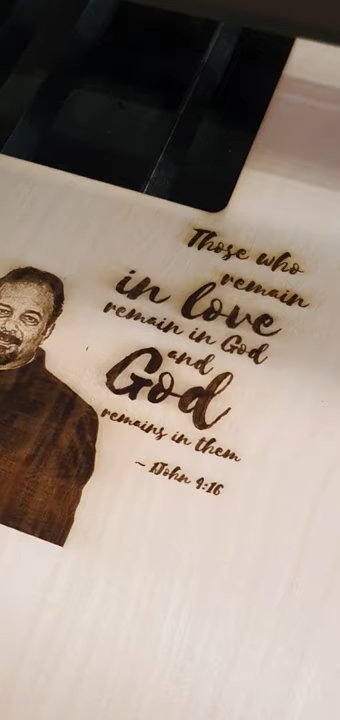 Those who
remain
in love
remain in God
and
God
remains in them
~ 1John 4:16